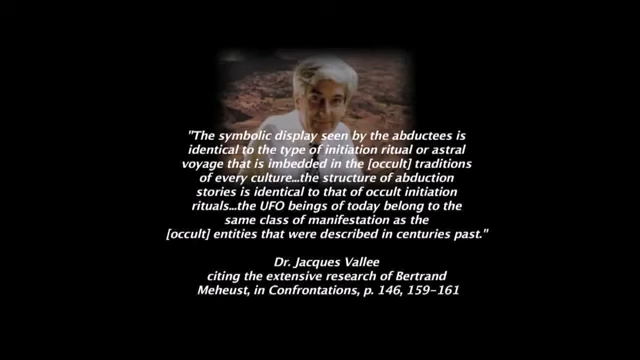 "The symbolic display seen by the abductees is
identical to the type of initiation ritual or astral
voyage that is imbedded in the [occult] traditions
of every culture...the structure of abduction
stories is identical to that of occult initiation
rituals...the UFO beings of today belong to the
same class of manifestation as the
[occult] entities that were described in centuries past."
Dr. Jacques Vallee
citing the extensive research of Bertrand
Meheust, in Confrontations, p. 146, 159-161